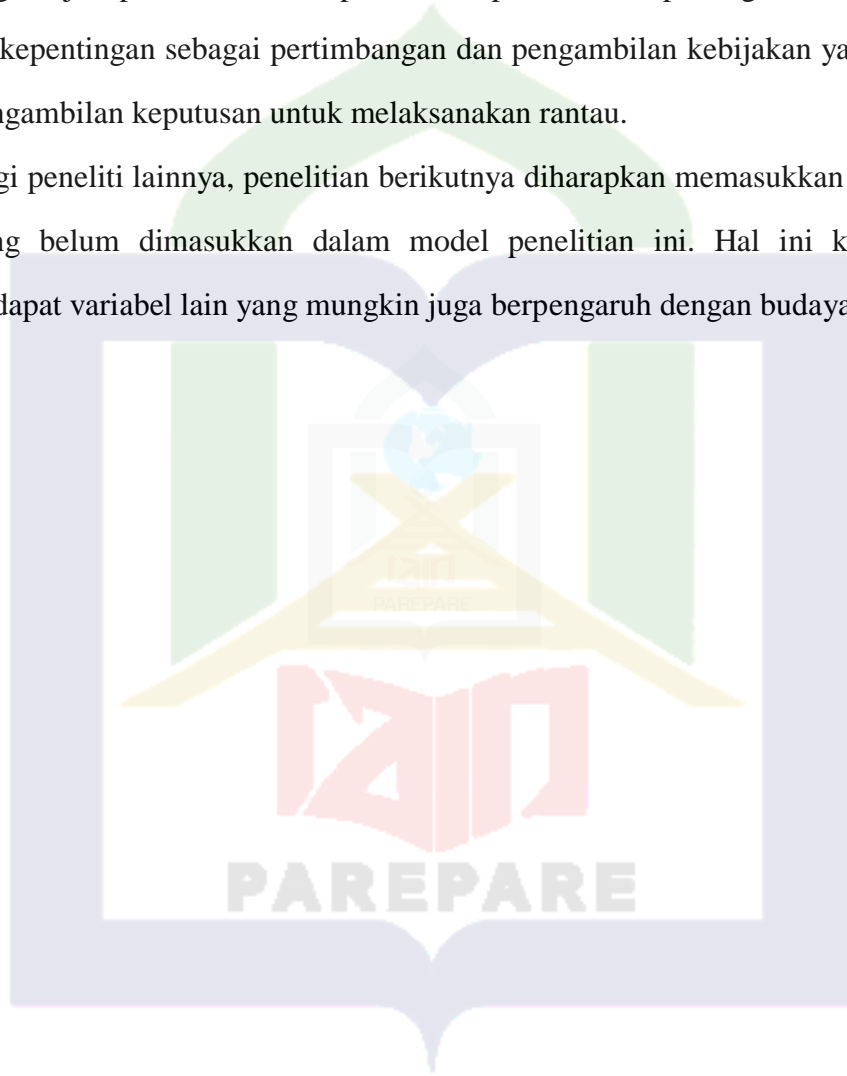 kepentingan sebagai pertimbangan dan pengambilan kebijakan
ngambilan keputusan untuk melaksanakan rantau.
gi peneliti lainnya, penelitian berikutnya diharapkan memasukkan
ng belum dimasukkan dalam model penelitian ini. Hal ini k
dapat variabel lain yang mungkin juga berpengaruh dengan budaya
IAIN
PAREPARE
IAIN
PAREPARE